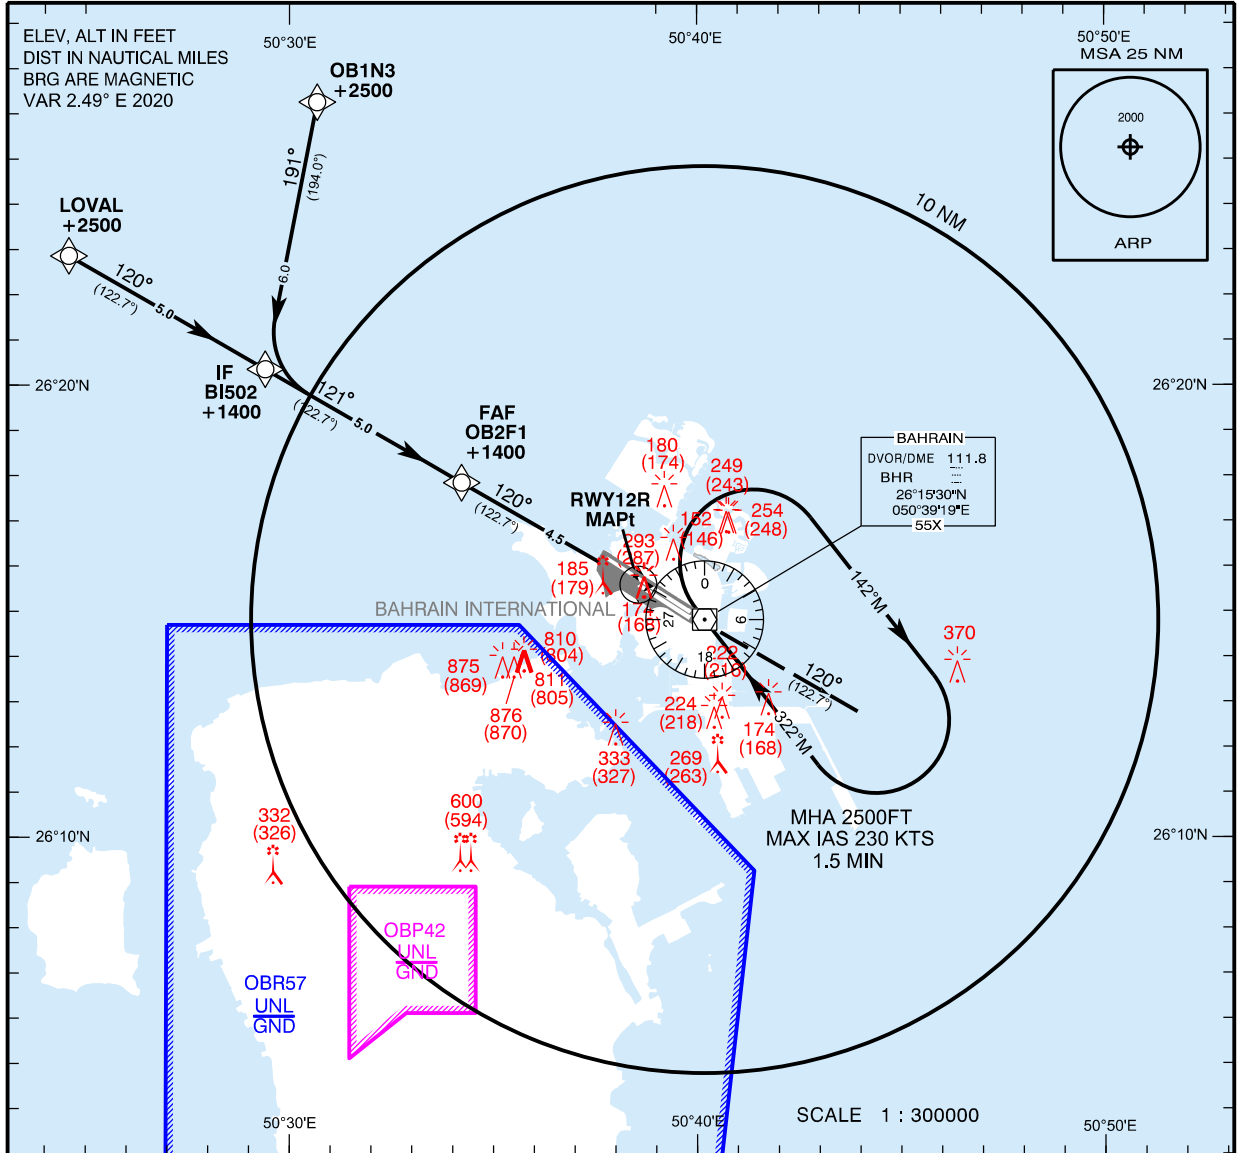 ELEV, ALT IN FEET
DIST IN NAUTICAL MILES
BRG ARE MAGNETIC
VAR 2.49° E 2020
50°30'E
50°40'E
50°50'E
MSA 25 NM
2000
ARP
OB1N3
+2500
191°
(194.0°)
6.0
10 NM
LOVAL
+2500
120°
(122.7°)
5.0
26°20'N
26°20'N
IF
BI502
+1400
121°
(122.7°)
5.0
FAF
OB2F1
+1400
120°
(122.7°)
4.5
RWY12R
MAPt
BAHRAIN
DVOR/DME 111.8
BHR
26°15'30"N
050°39'19"E
55X
180
(174)
249
(243)
254
(248)
152
(146)
293
(287)
185
(179)
174
(168)
BAHRAIN INTERNATIONAL
0
6
18
27
142°M
370
810
(804)
875
(869)
811
(805)
876
(870)
222
(216)
120°
(122.7°)
224
(218)
174
(168)
322°M
333
(327)
269
(263)
MHA 2500FT
MAX IAS 230 KTS
1.5 MIN
332
(326)
600
(594)
26°10'N
26°10'N
OBP42
UNL
GND
OBR57
UNL
GND
50°30'E
50°40'E
50°50'E
SCALE 1 : 300000